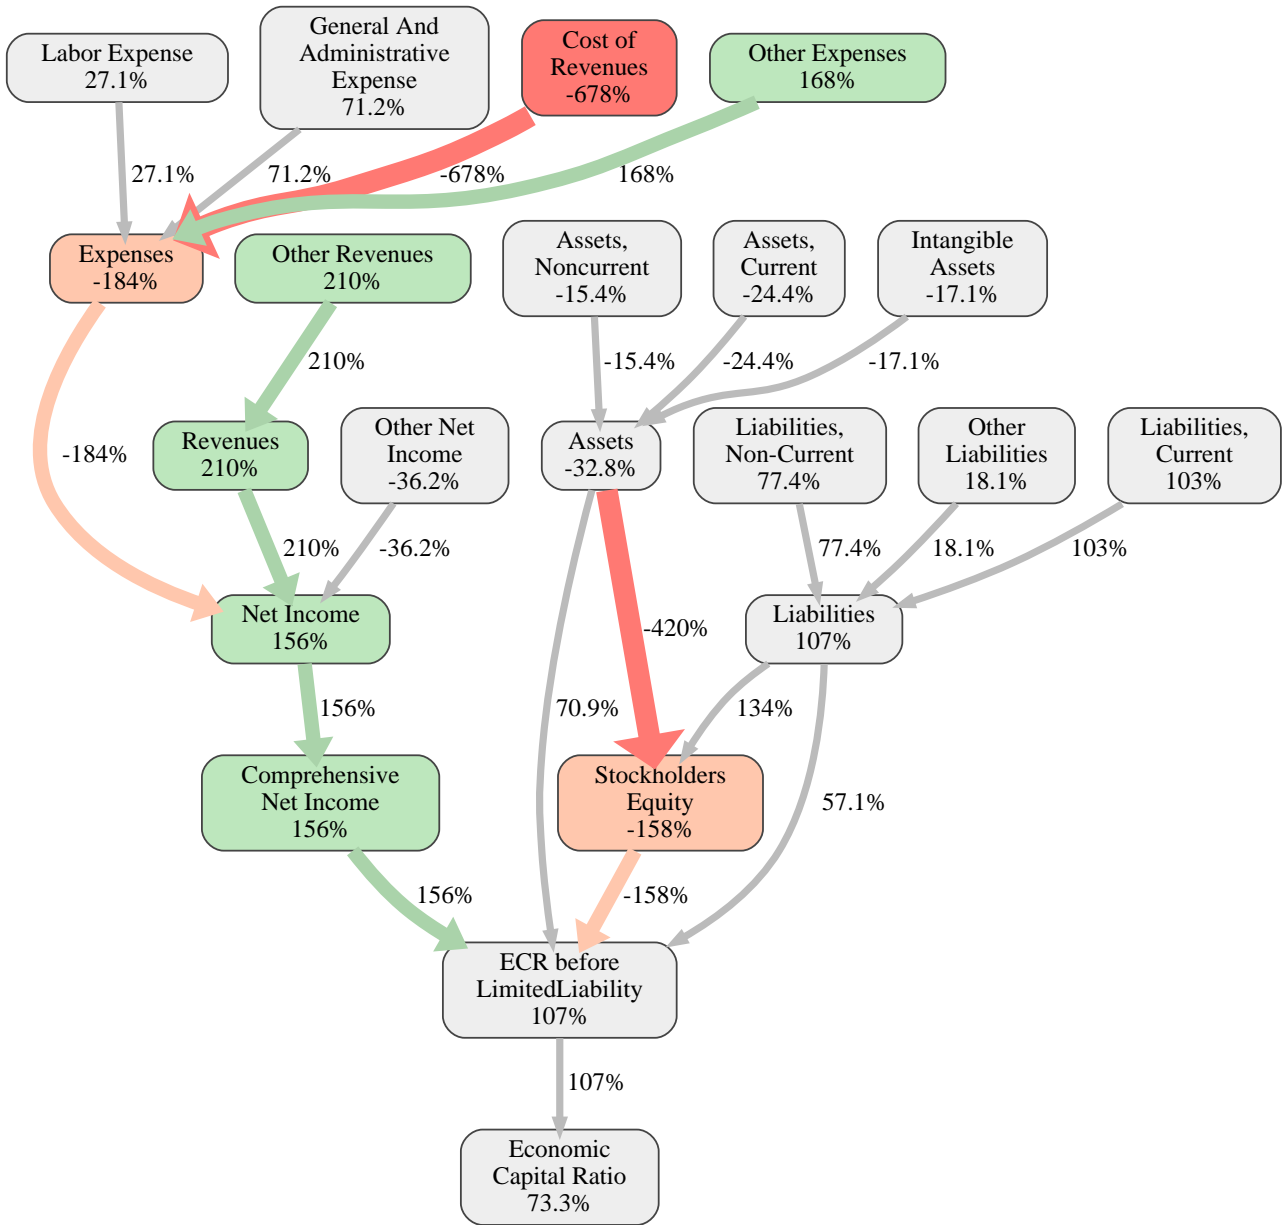 Labor Expense
27.1%
General And
Administrative
Expense
71.2%
Cost of
Revenues
-678%
Other Expenses
168%
27.1%
71.2%
-678%
168%
Expenses
-184%
Other Revenues
210%
Assets,
Noncurrent
-15.4%
Assets,
Current
-24.4%
Intangible
Assets
-17.1%
210%
-15.4%
-24.4%
-17.1%
-184%
Revenues
210%
Other Net
Income
-36.2%
Assets
-32.8%
Liabilities,
Non-Current
77.4%
Other
Liabilities
18.1%
Liabilities,
Current
103%
210%
-36.2%
77.4%
18.1%
103%
Net Income
156%
-420%
Liabilities
107%
156%
70.9%
134%
Comprehensive
Net Income
156%
Stockholders
Equity
-158%
57.1%
156%
-158%
ECR before
LimitedLiability
107%
107%
Economic
Capital Ratio
73.3%